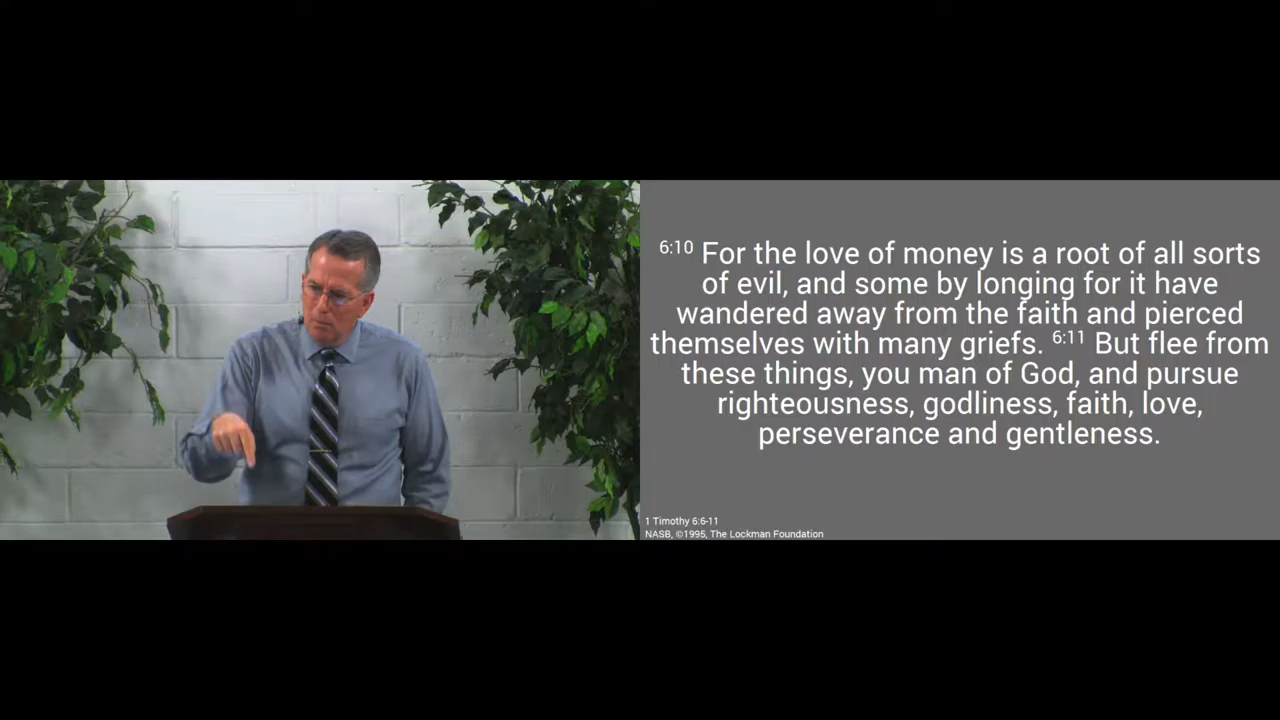 6:10 For the love of money is a root of all sorts
of evil, and some by longing for it have
wandered away from the faith and pierced
themselves with many griefs. 6:11 But flee from
these things, you man of God, and pursue
righteousness, godliness, faith, love,
perseverance and gentleness.
1 Timothy 6:6-11
NASB, ©1995, The Lockman Foundation